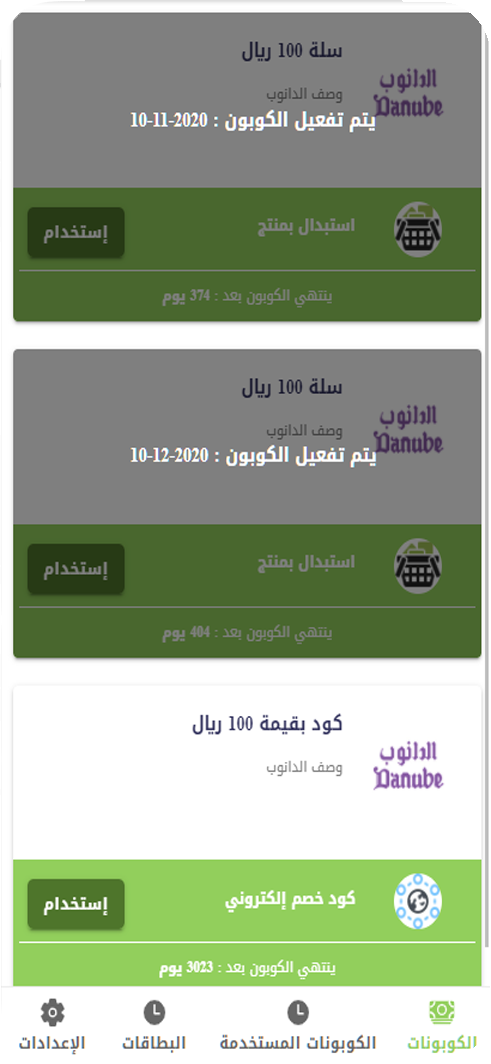 سلة 100 ريال
الدانوب
Danube
وصف الدانوب
يتم تفعيل الكوبون : 2020-11-10
استبدال بمنتج
إستخدام
ينتهي الكوبون بعد : 374 يوم
سلة 100 ريال
الدانوب
Danube
وصف الدانوب
يتم تفعيل الكوبون : 2020-12-10
استبدال بمنتج
إستخدام
ينتهي الكوبون بعد : 404 يوم
كود بقيمة 100 ريال
الدانوب
Danube
وصف الدانوب
كود خصم إلكتروني
إستخدام
ينتهي الكوبون بعد : 3023 يوم
الكوبونات
الكوبونات المستخدمة
البطاقات
الإعدادات